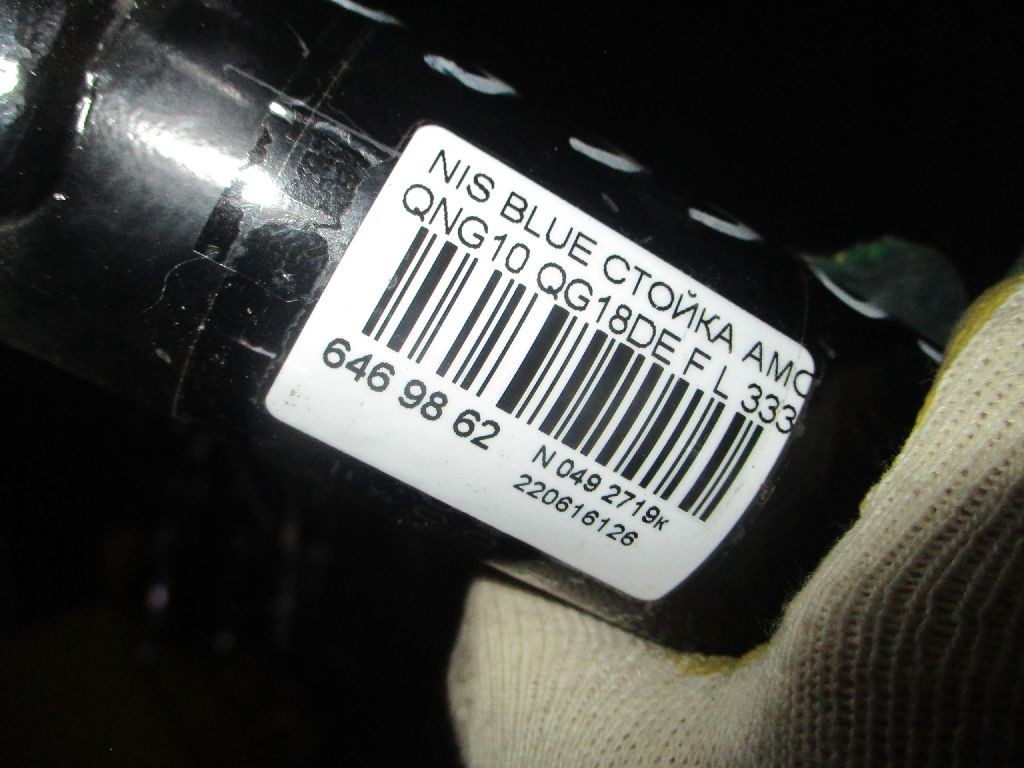 NIS BLUE СТОЙКА АМО
QNG10 QG18DE F L 333
646 98 62
N 049 2719к
220616126